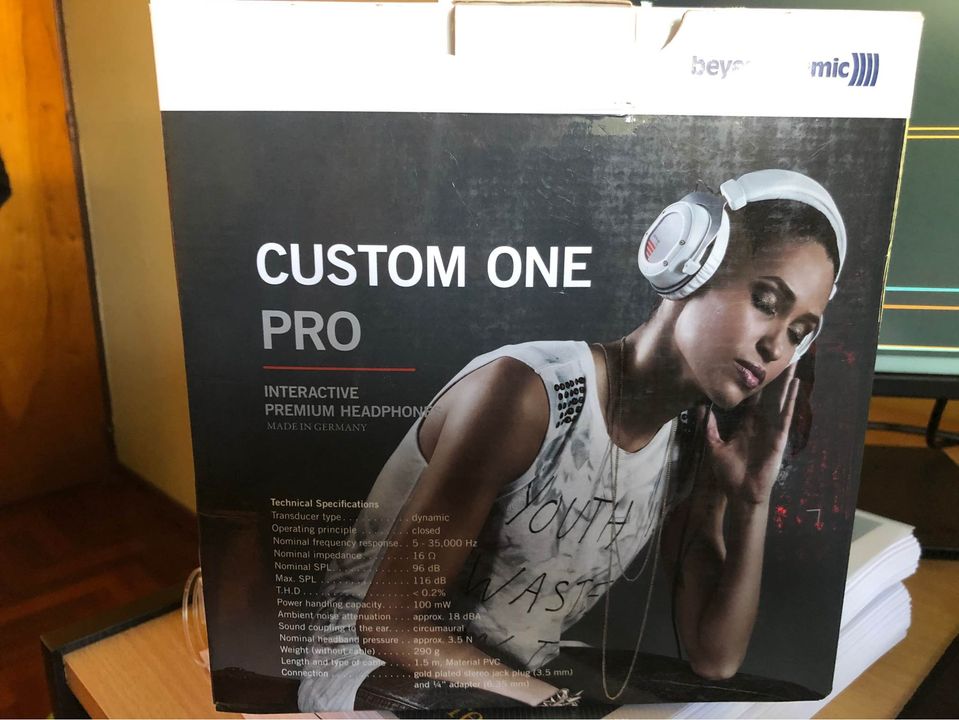 mic
CUSTOM ONE
PRO
INTERACTIVE
PREMIUM HEADPHONES
MADE IN GERMANY
Technical Specifications
Transducer type . . . . . . . . . . . dynamic
Operating principle . . . . . . . . closed
Nominal frequency response. . 5 - 35,000 Hz
Nominal impedance . . . . . . . . 16 Ω
Nominal SPL. . . . . . . . . . . . . 96 dB
Max. SPL . . . . . . . . . . . . . . . 116 dB
T.H.D . . . . . . . . . . . . . . . . . . < 0.2%
Power handling capacity. . . . . 100 mW
Ambient noise attenuation . . . approx. 18 dBA
Sound coupling to the ear. . . . circumaural
Nominal headband pressure . . approx. 3.5 N
Weight (without cable) . . . . . . 290 g
Length and type of cable . . . . 1.5 m, Material PVC
Connection . . . . . . . . . . . . . gold plated stereo jack plug (3.5 mm)
and ¼" adapter (6.35 mm)
YOUTH
WASTE